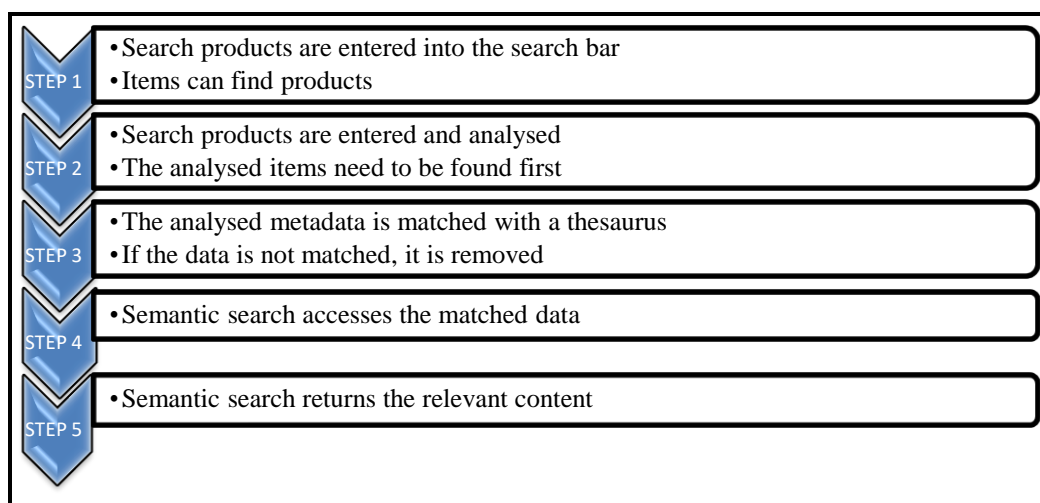 STEP 1
•Search products are entered into the search bar
•Items can find products
STEP 2
•Search products are entered and analysed
•The analysed items need to be found first
STEP 3
•The analysed metadata is matched with a thesaurus
•If the data is not matched, it is removed
STEP 4
•Semantic search accesses the matched data
STEP 5
•Semantic search returns the relevant content